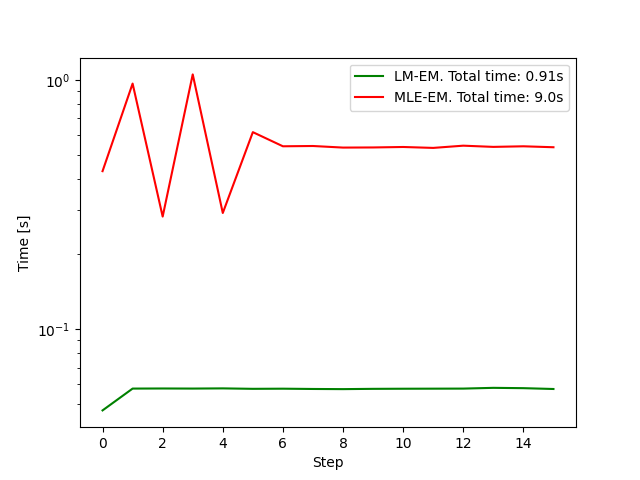 LM-EM. Total time: 0.91s
MLE-EM. Total time: 9.0s
10⁰
10⁻¹
Time [s]
0 2 4 6 8 10 12 14
Step